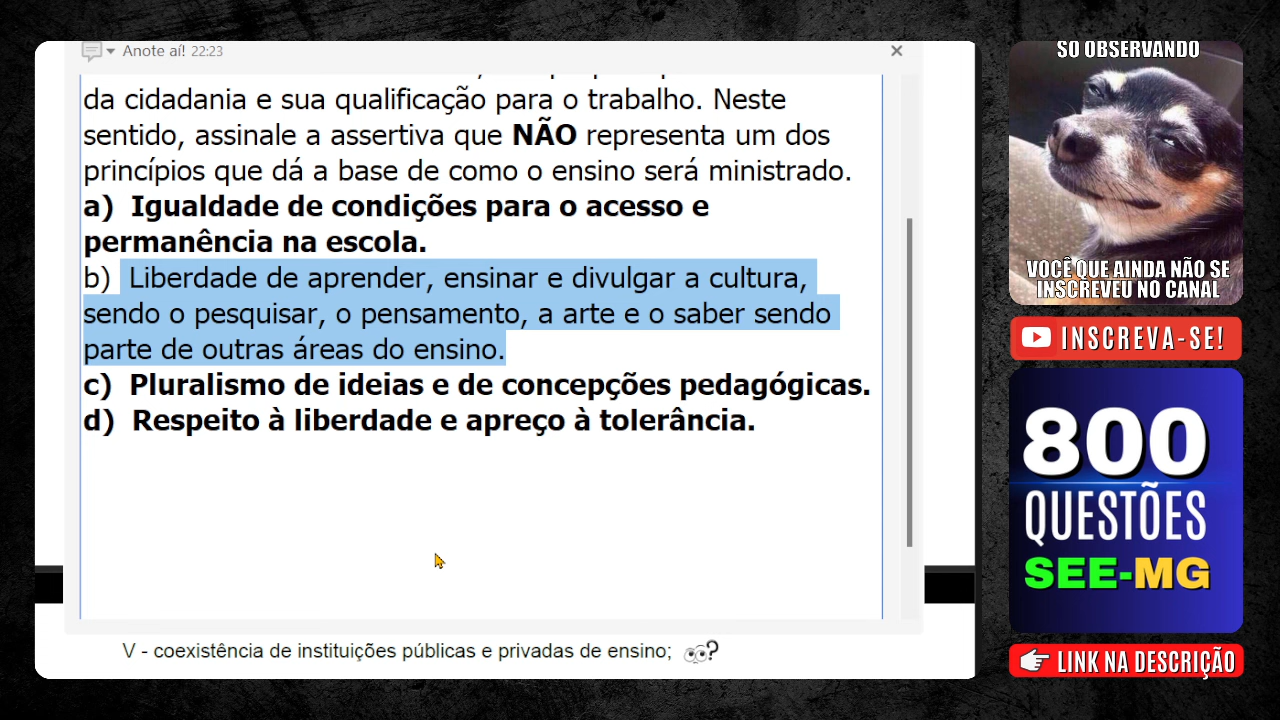 Anote aí! 22:23
da cidadania e sua qualificação para o trabalho. Neste
sentido, assinale a assertiva que NÃO representa um dos
princípios que dá a base de como o ensino será ministrado.
a) Igualdade de condições para o acesso e
permanência na escola.
b) Liberdade de aprender, ensinar e divulgar a cultura,
sendo o pesquisar, o pensamento, a arte e o saber sendo
parte de outras áreas do ensino.
c) Pluralismo de ideias e de concepções pedagógicas.
d) Respeito à liberdade e apreço à tolerância.
V - coexistência de instituições públicas e privadas de ensino;
SO OBSERVANDO
VOCÊ QUE AINDA NÃO SE
INSCREVEU NO CANAL
INSCREVA-SE!
800
QUESTÕES
SEE-MG
LINK NA DESCRIÇÃO